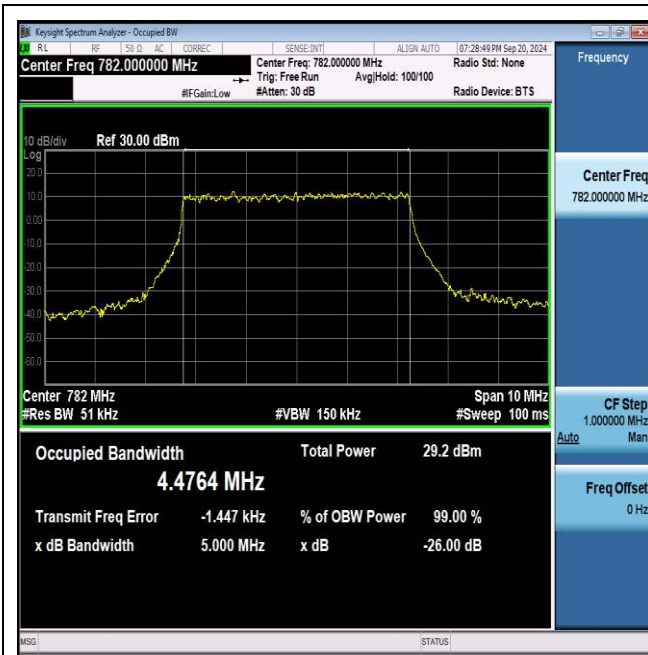 Keysight Spectrum Analyzer - Occupied BW
LXI RL RF 50 Ω AC CORREC SENSE:INT ALIGN AUTO 07:28:49 PM Sep 20, 2024
Center Freq 782.000000 MHz
Center Freq: 782.000000 MHz Radio Std: None
Trig: Free Run Avg|Hold: 100/100
#IFGain:Low #Atten: 30 dB Radio Device: BTS
Frequency
10 dB/div Ref 30.00 dBm
Log
20.0
10.0
0.00
-10.0
-20.0
-30.0
-40.0
-50.0
-60.0
Center 782 MHz Span 10 MHz
#Res BW 51 kHz #VBW 150 kHz #Sweep 100 ms
Center Freq
782.000000 MHz
CF Step
1.000000 MHz
Auto Man
Freq Offset
0 Hz
Occupied Bandwidth Total Power 29.2 dBm
4.4764 MHz
Transmit Freq Error -1.447 kHz % of OBW Power 99.00 %
x dB Bandwidth 5.000 MHz x dB -26.00 dB
MSG STATUS